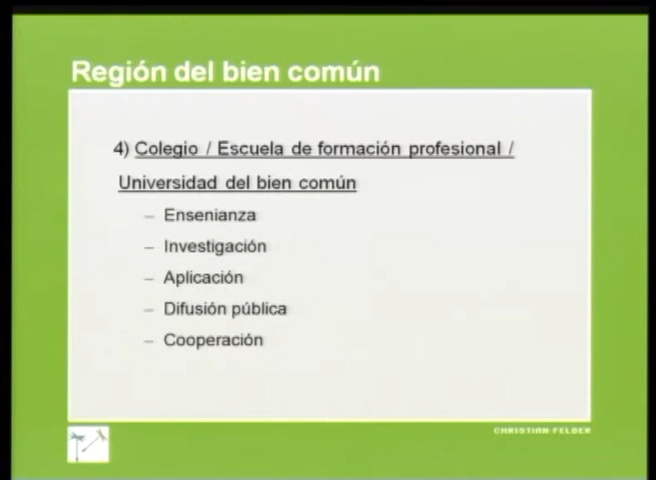 Región del bien común
4) Colegio / Escuela de formación profesional /
Universidad del bien común
– Ensenianza
– Investigación
– Aplicación
– Difusión pública
– Cooperación
CHRISTIAN FELBER